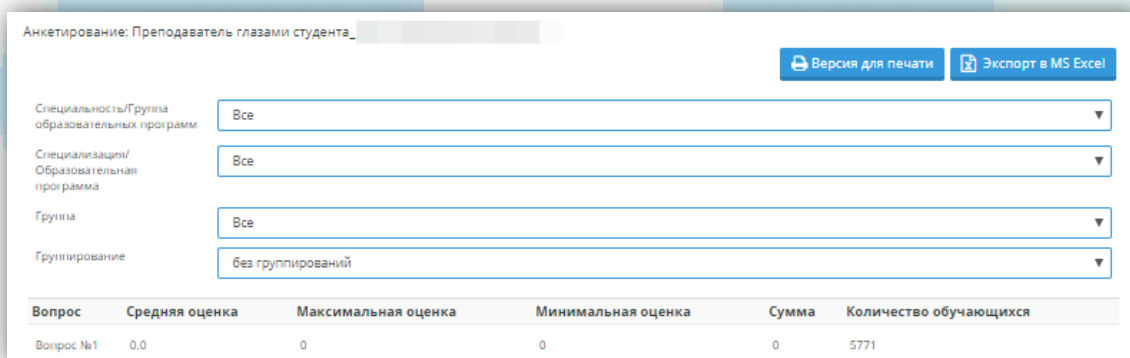 Анкетирование: Преподаватель глазами студента_
Версия для печати
Экспорт в MS Excel
Специальность/Группа
образовательных программ
Все
Специализация/
Образовательная
программа
Все
Группа
Все
Группирование
без группирований
Вопрос Средняя оценка Максимальная оценка Минимальная оценка Сумма Количество обучающихся
Вопрос №1 0.0 0 0 0 5771